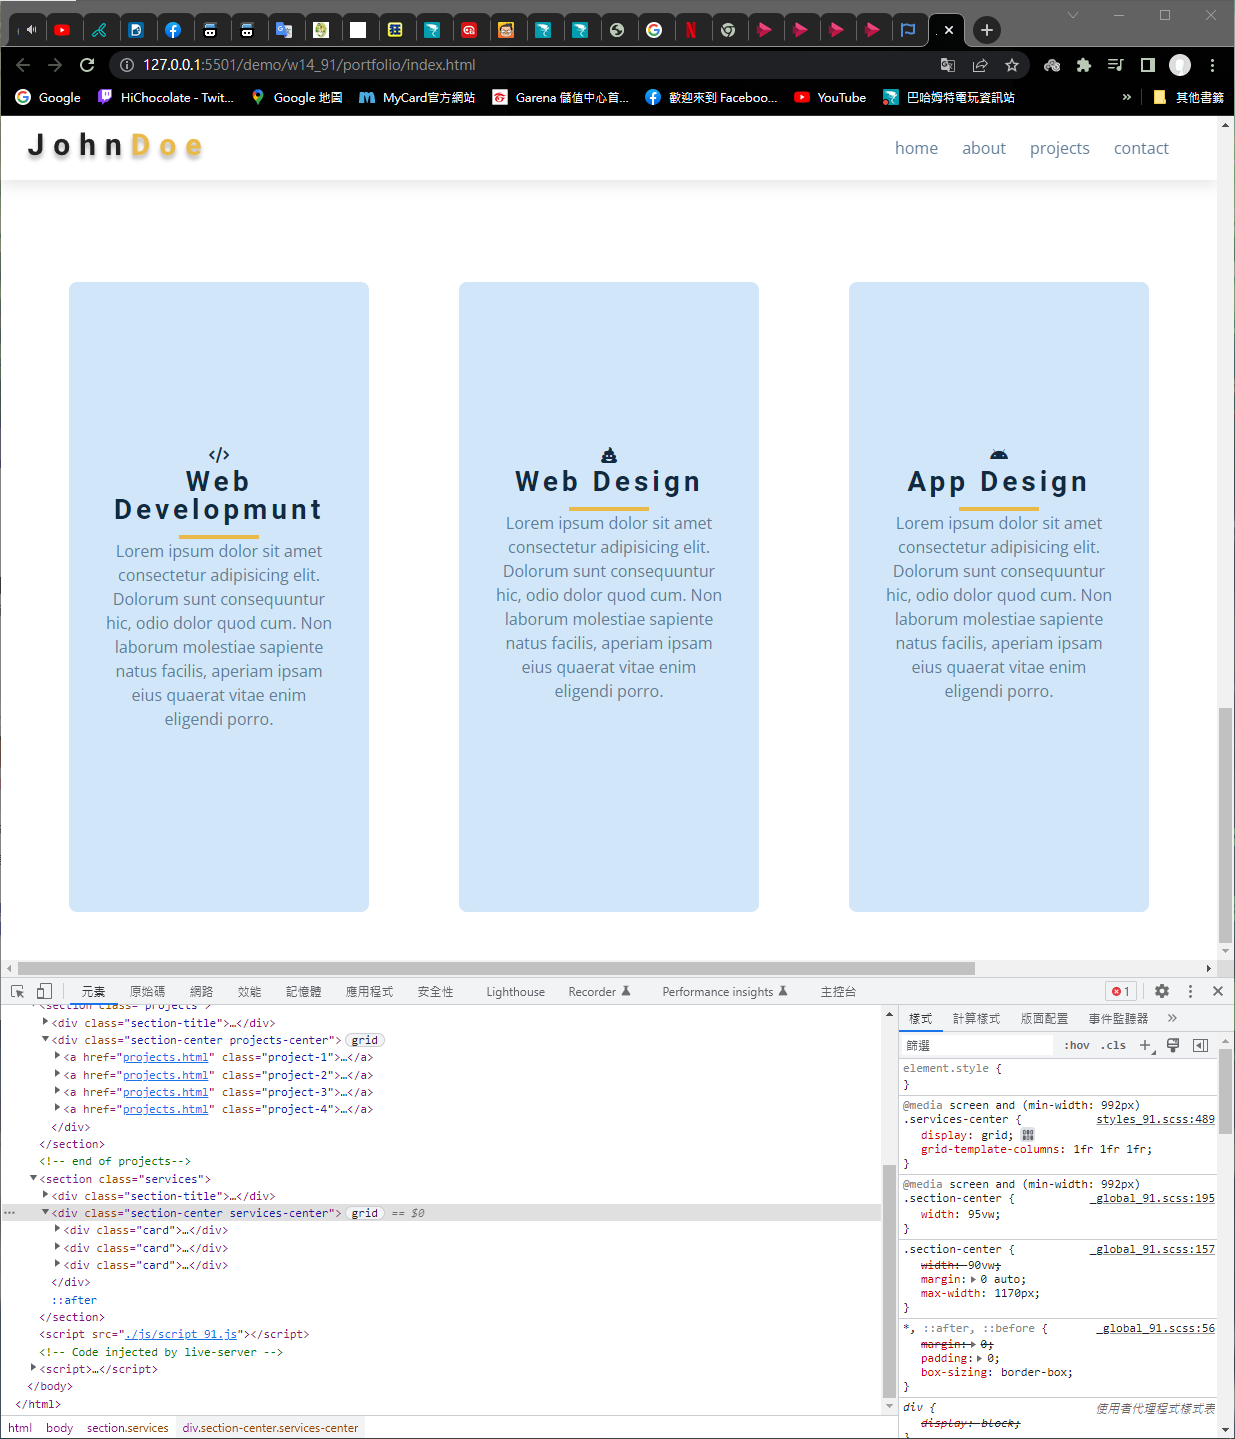 127.0.0.1:5501/demo/w14_91/portfolio/index.html
Google
HiChocolate - Twit...
Google 地圖
MyCard官方網站
Garena 儲值中心首...
歡迎來到 Faceboo...
YouTube
巴哈姆特電玩資訊站
»
其他書籤
JohnDoe
home about projects contact
Web
Developmunt
Lorem ipsum dolor sit amet
consectetur adipisicing elit.
Dolorum sunt consequuntur
hic, odio dolor quod cum. Non
laborum molestiae sapiente
natus facilis, aperiam ipsam
eius quaerat vitae enim
eligendi porro.
Web Design
Lorem ipsum dolor sit amet
consectetur adipisicing elit.
Dolorum sunt consequuntur
hic, odio dolor quod cum. Non
laborum molestiae sapiente
natus facilis, aperiam ipsam
eius quaerat vitae enim
eligendi porro.
App Design
Lorem ipsum dolor sit amet
consectetur adipisicing elit.
Dolorum sunt consequuntur
hic, odio dolor quod cum. Non
laborum molestiae sapiente
natus facilis, aperiam ipsam
eius quaerat vitae enim
eligendi porro.
元素 原始碼 網路 效能 記憶體 應用程式 安全性 Lighthouse Recorder Performance insights 主控台 1
<section class="projects">
<div class="section-title">…</div>
<div class="section-center projects-center"> grid
<a href="projects.html" class="project-1">…</a>
<a href="projects.html" class="project-2">…</a>
<a href="projects.html" class="project-3">…</a>
<a href="projects.html" class="project-4">…</a>
</div>
</section>
<!-- end of projects-->
<section class="services">
<div class="section-title">…</div>
<div class="section-center services-center"> grid == $0
<div class="card">…</div>
<div class="card">…</div>
<div class="card">…</div>
</div>
::after
</section>
<script src="./js/script_91.js"></script>
<!-- Code injected by live-server -->
<script>…</script>
</body>
</html>
html body section.services div.section-center.services-center
樣式 計算樣式 版面配置 事件監聽器 »
篩選 :hov .cls
element.style {
}
@media screen and (min-width: 992px)
.services-center { styles_91.scss:489
display: grid;
grid-template-columns: 1fr 1fr 1fr;
}
@media screen and (min-width: 992px)
.section-center { _global_91.scss:195
width: 95vw;
}
.section-center { _global_91.scss:157
width: 90vw;
margin: 0 auto;
max-width: 1170px;
}
*, ::after, ::before { _global_91.scss:56
margin: 0;
padding: 0;
box-sizing: border-box;
}
div { 使用者代理程式樣式表
display: block;
}